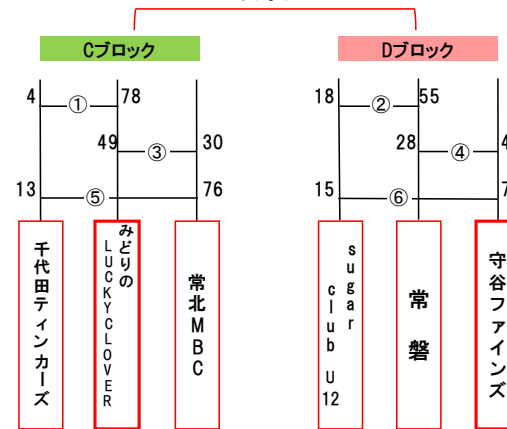 Cブロック
Dブロック
4 ① 78
18 ② 55
49 ③ 30
28 ④ 4
13 ⑤ 76
15 ⑥
千代田ティンカーズ
みどりの
LUCKYCLOVER
常北MBC
sugar
club U12
常磐
守谷ファインズ